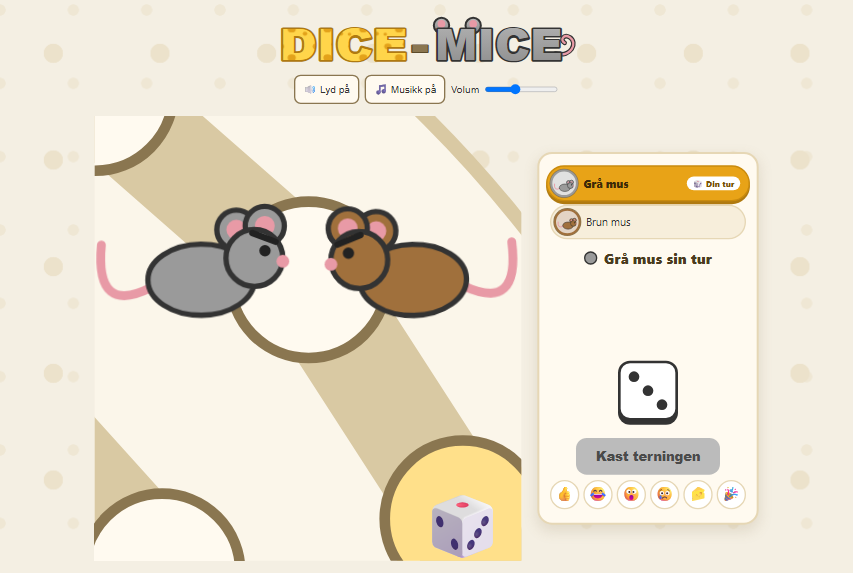 DICE-MICE
Lyd på
Musikk på
Volum
Grå mus
Din tur
Brun mus
Grå mus sin tur
Kast terningen